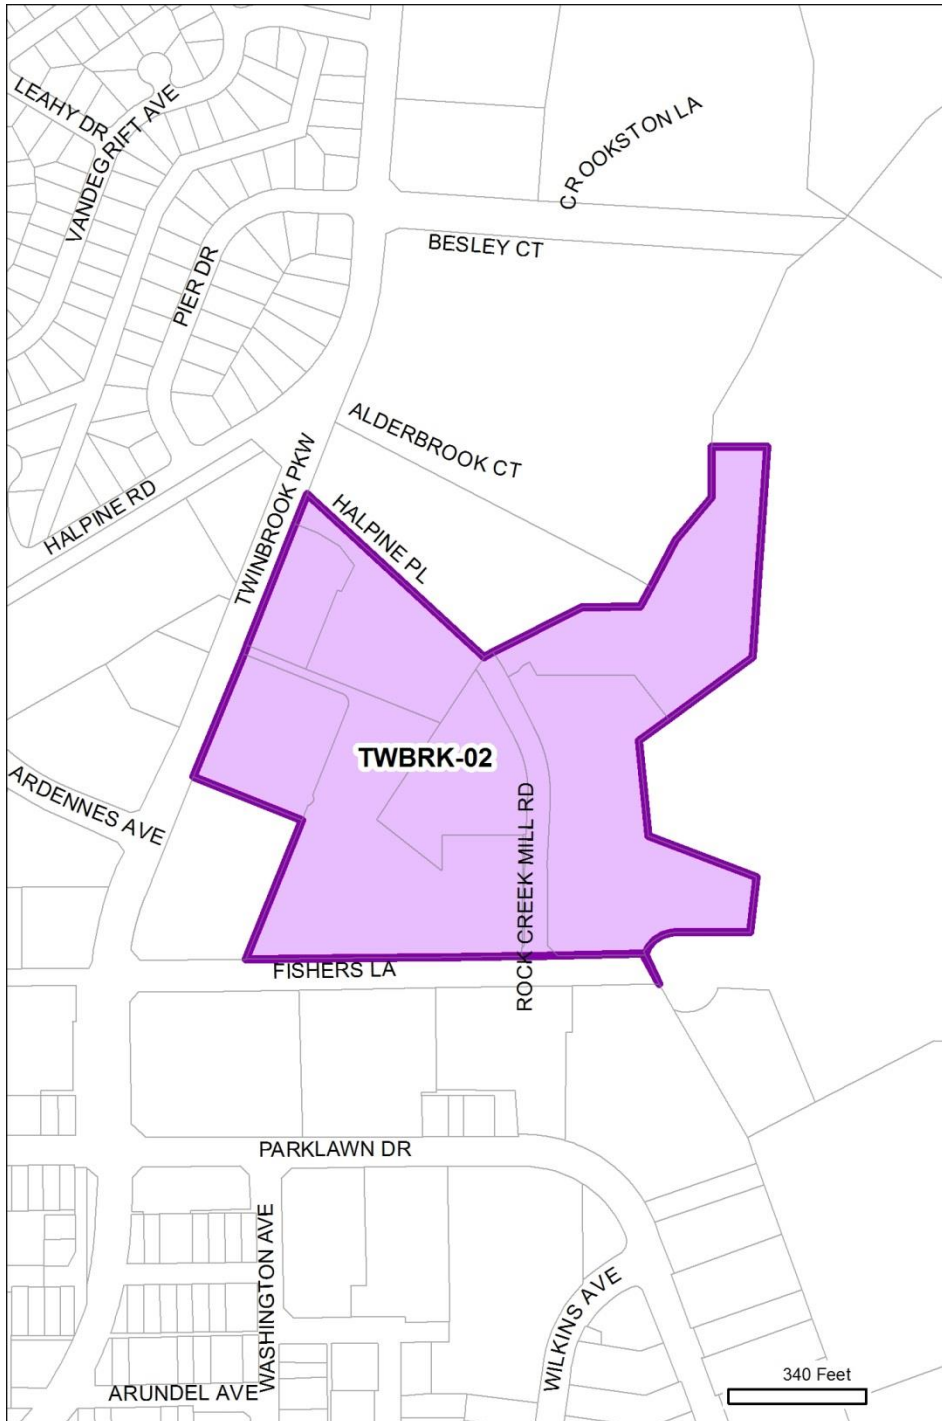 LEAHY DR
VANDEGRIFT AVE
CROOKSTON LA
BESLEY CT
PIER DR
ALDERBROOK CT
HALPINE RD
TWINBROOK PKW
HALPINE PL
TWBRK-02
ARDENNES AVE
ROCK CREEK MILL RD
FISHERS LA
PARKLAWN DR
WASHINGTON AVE
WILKINS AVE
340 Feet
ARUNDEL AVE